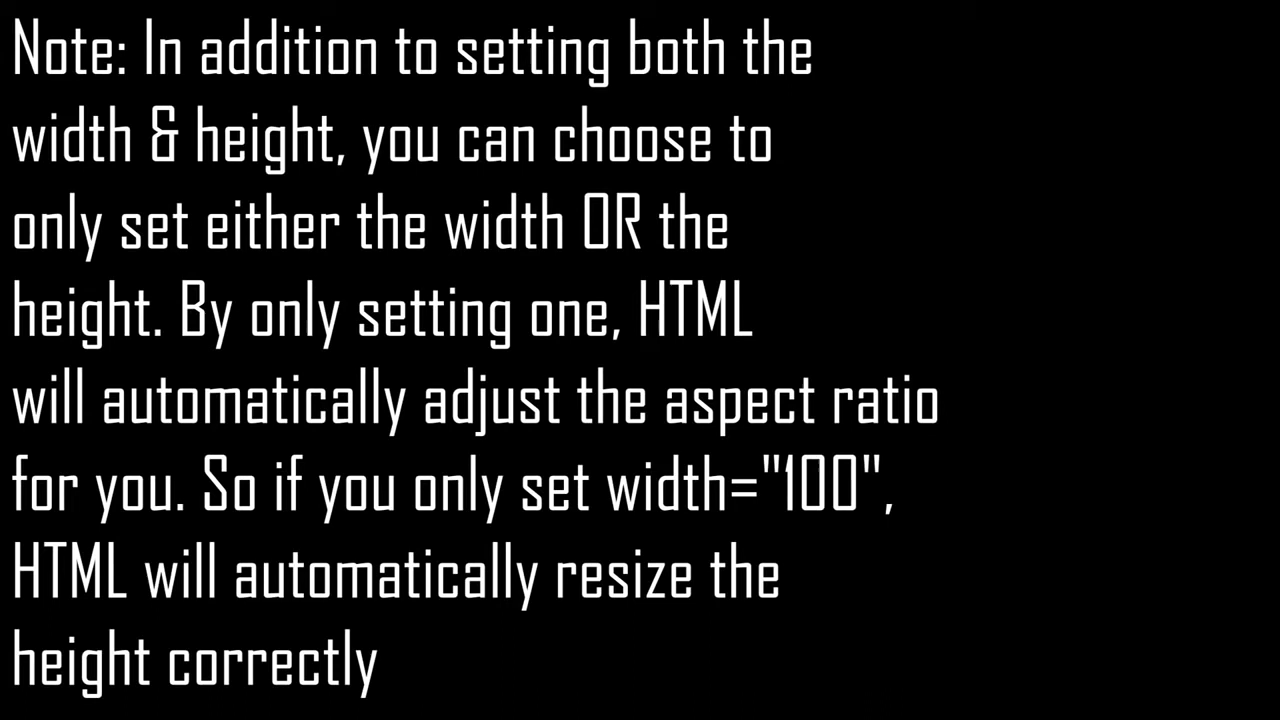 Note: In addition to setting both the
width & height, you can choose to
only set either the width OR the
height. By only setting one, HTML
will automatically adjust the aspect ratio
for you. So if you only set width="100",
HTML will automatically resize the
height correctly